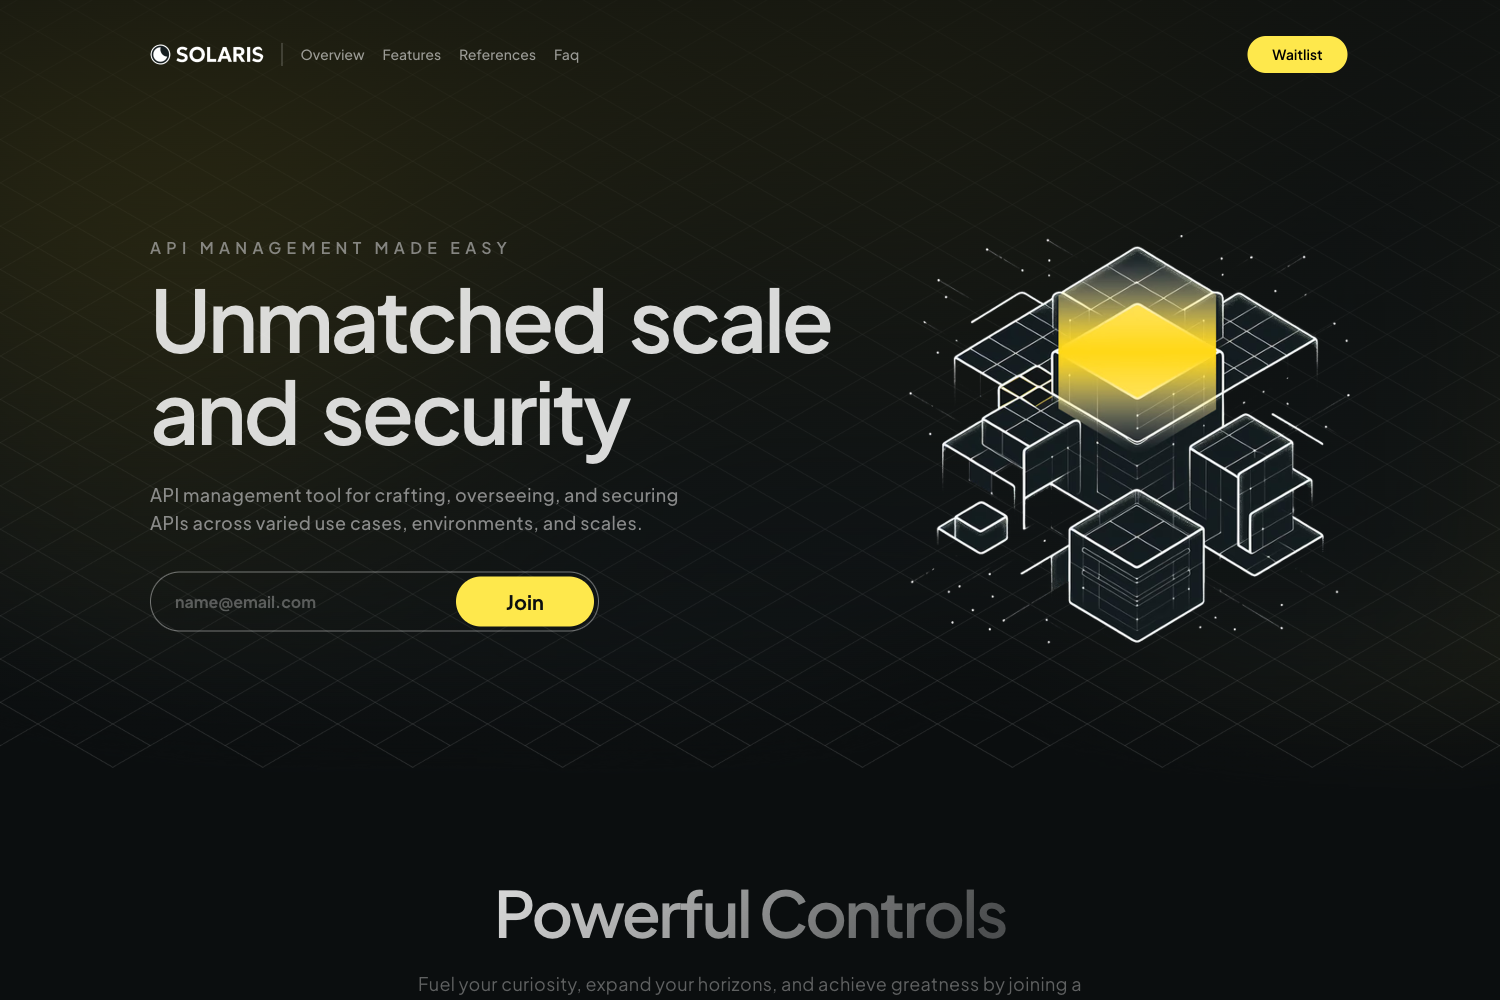 SOLARIS
Overview
Features
References
Faq
Waitlist
API MANAGEMENT MADE EASY
Unmatched scale
and security
API management tool for crafting, overseeing, and securing
APIs across varied use cases, environments, and scales.
name@email.com
Join
Powerful Controls
Fuel your curiosity, expand your horizons, and achieve greatness by joining a